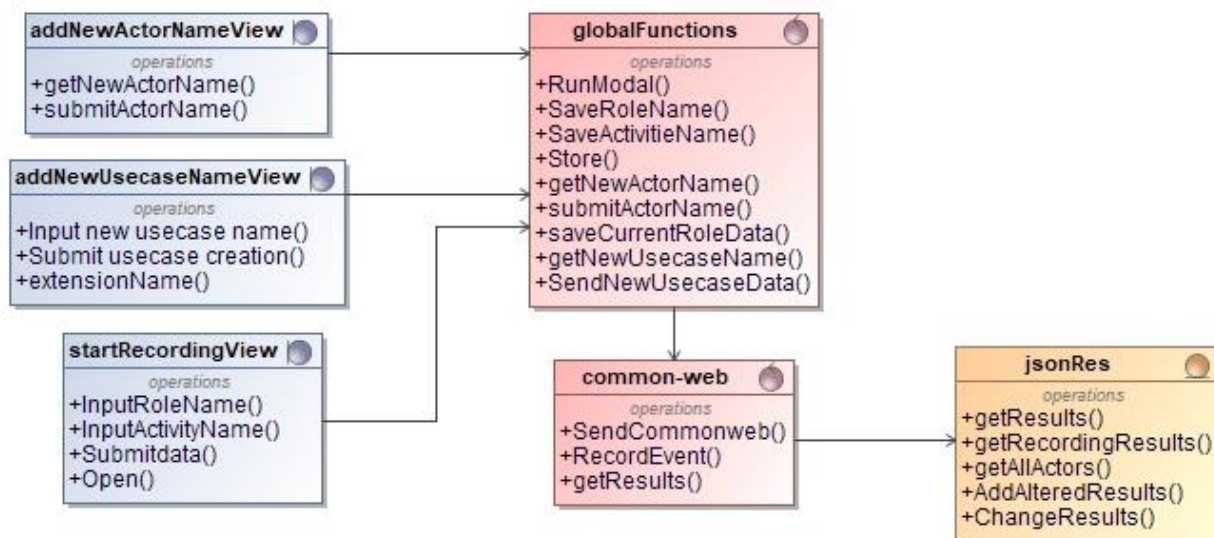 addNewActorNameView
operations
+getNewActorName()
+submitActorName()
addNewUsecaseNameView
operations
+Input new usecase name()
+Submit usecase creation()
+extensionName()
startRecordingView
operations
+InputRoleName()
+InputActivityName()
+Submitdata()
+Open()
globalFunctions
operations
+RunModal()
+SaveRoleName()
+SaveActivitieName()
+Store()
+getNewActorName()
+submitActorName()
+saveCurrentRoleData()
+getNewUsecaseName()
+SendNewUsecaseData()
common-web
operations
+SendCommonweb()
+RecordEvent()
+getResults()
jsonRes
operations
+getResults()
+getRecordingResults()
+getAllActors()
+AddAlteredResults()
+ChangeResults()